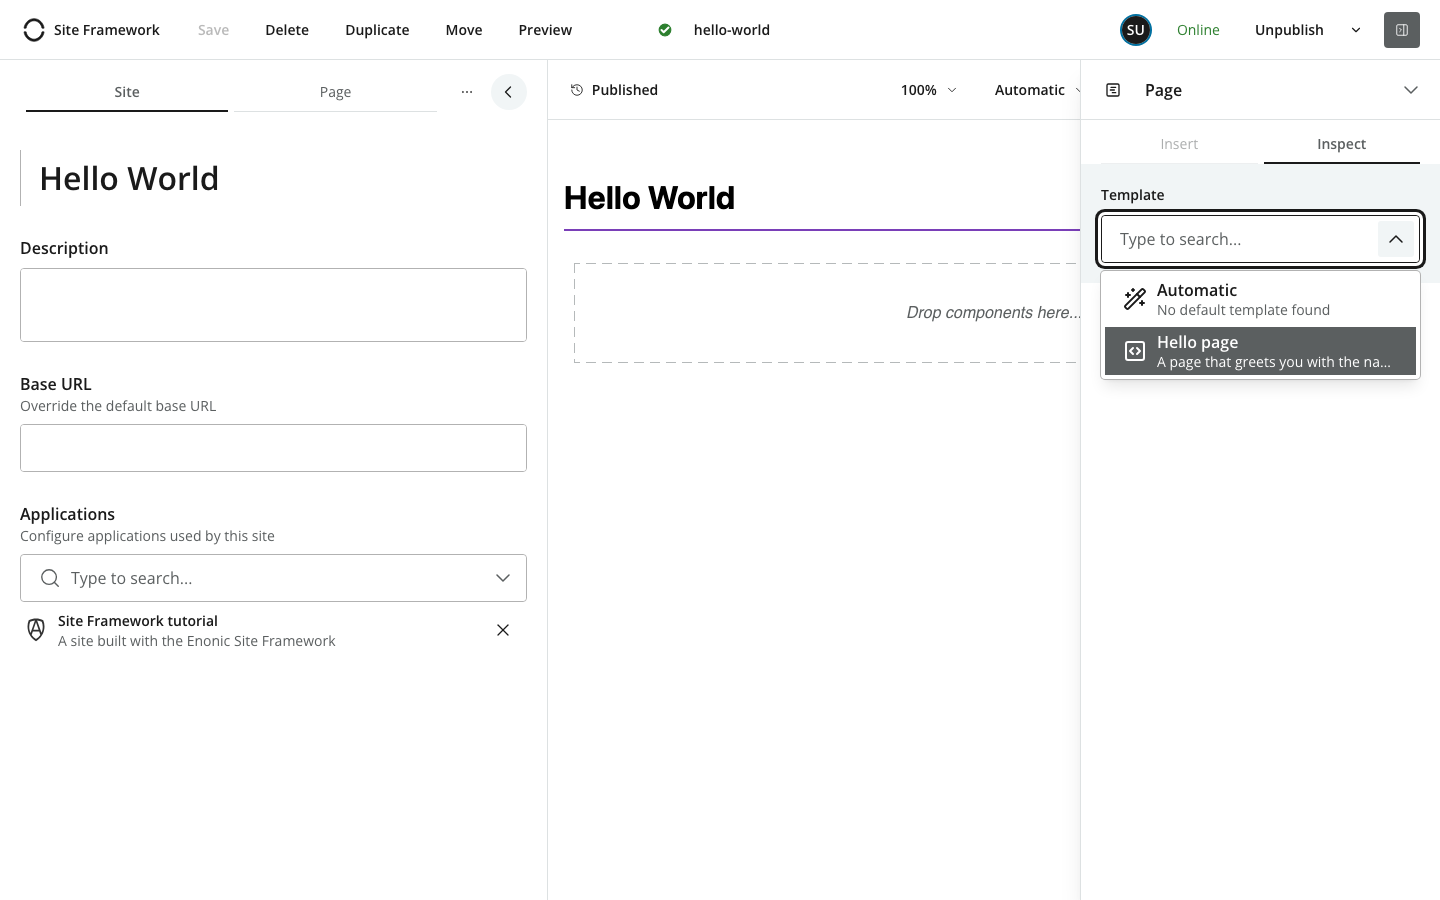 Site Framework
Save
Delete
Duplicate
Move
Preview
hello-world
SU
Online
Unpublish
Site
Page
...
Published
100%
Automatic
Page
Insert
Inspect
Hello World
Description
Base URL
Override the default base URL
Applications
Configure applications used by this site
Type to search...
Site Framework tutorial
A site built with the Enonic Site Framework
Hello World
Drop components here...
Template
Type to search...
Automatic
No default template found
Hello page
A page that greets you with the na...